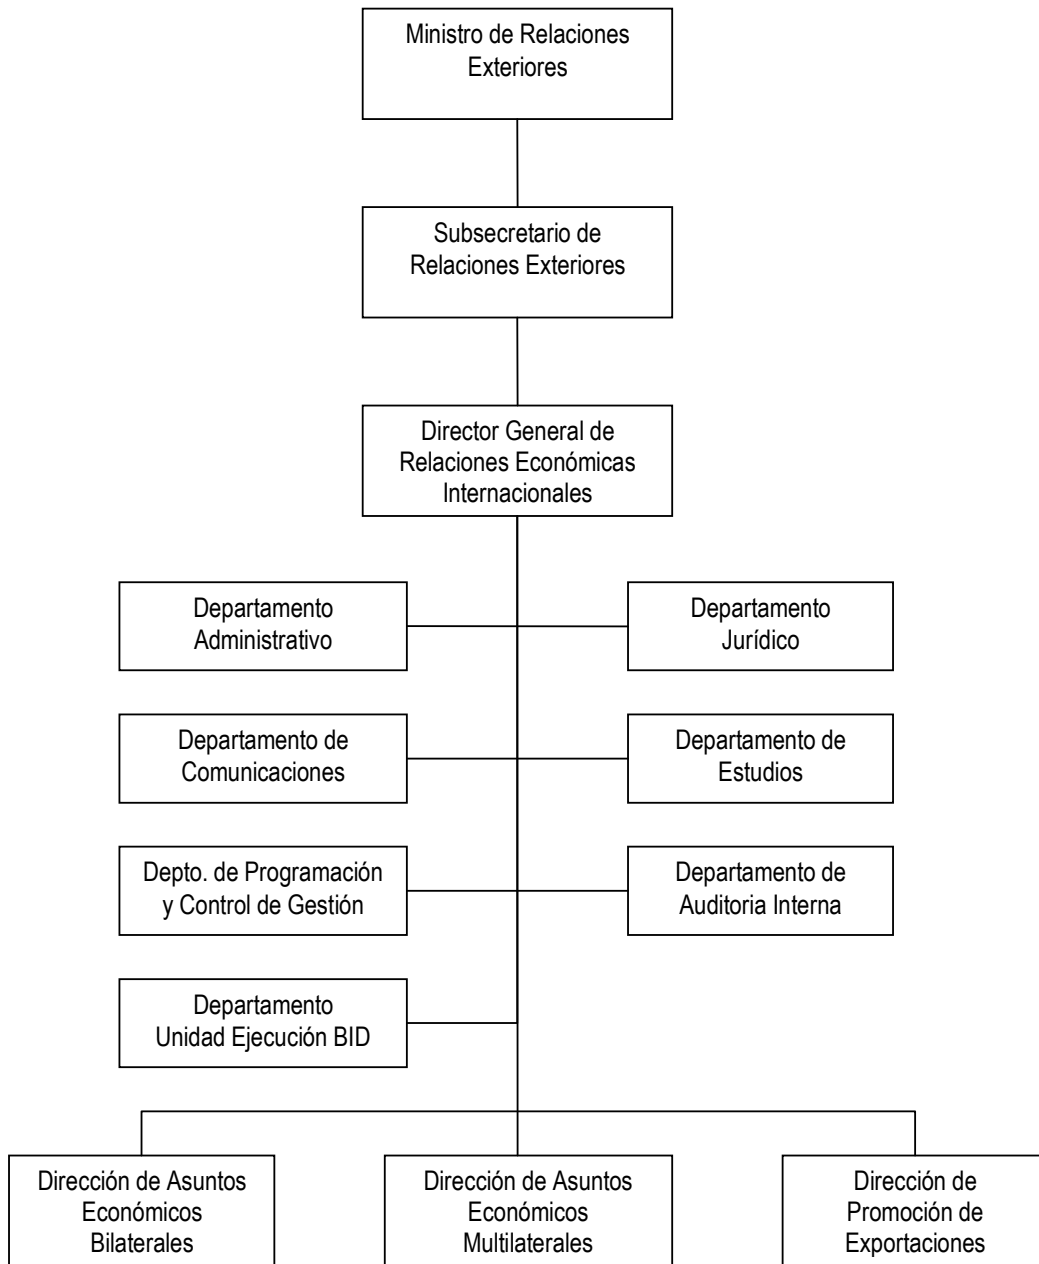 Ministro de Relaciones
Exteriores
Subsecretario de
Relaciones Exteriores
Director General de
Relaciones Económicas
Internacionales
Departamento
Administrativo
Departamento
Jurídico
Departamento de
Comunicaciones
Departamento de
Estudios
Depto. de Programación
y Control de Gestión
Departamento de
Auditoria Interna
Departamento
Unidad Ejecución BID
Dirección de Asuntos
Económicos
Bilaterales
Dirección de Asuntos
Económicos
Multilaterales
Dirección de
Promoción de
Exportaciones